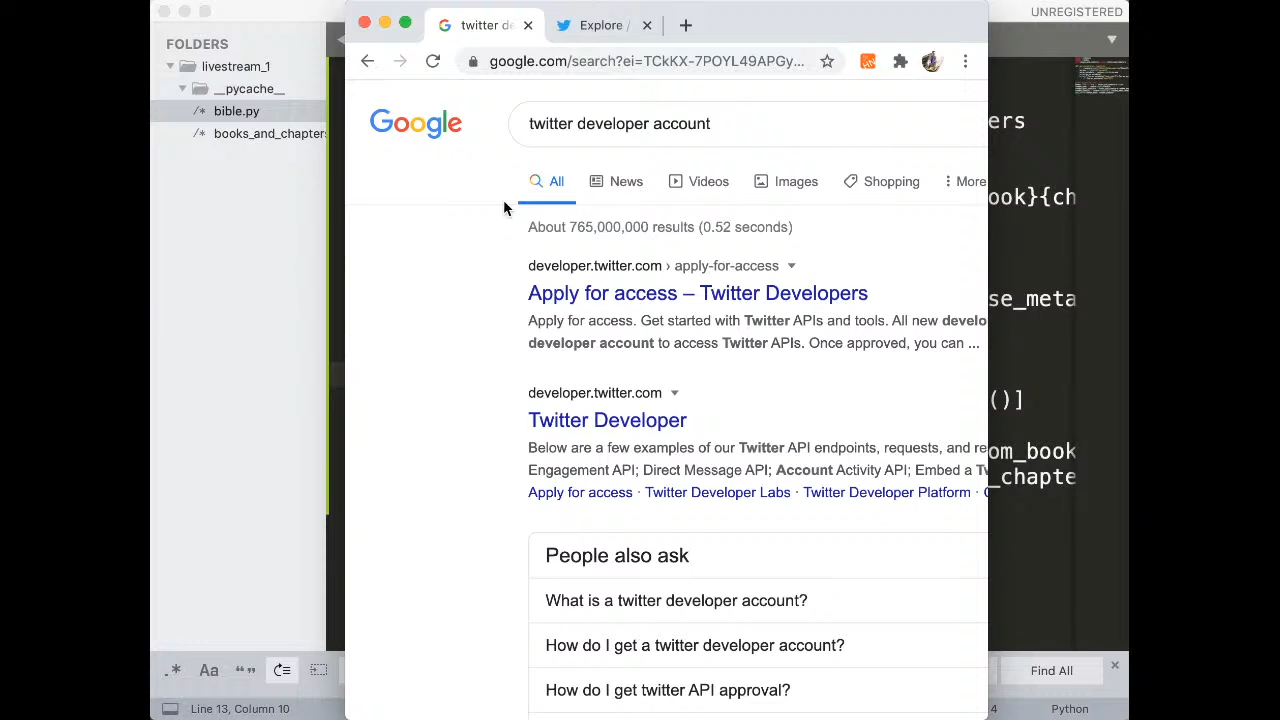 UNREGISTERED
FOLDERS
livestream_1
__pycache__
/* bible.py
/* books_and_chapters
twitter de
Explore /
google.com/search?ei=TCkKX-7POYL49APGy...
Google
twitter developer account
All
News
Videos
Images
Shopping
More
About 765,000,000 results (0.52 seconds)
developer.twitter.com › apply-for-access
Apply for access – Twitter Developers
Apply for access. Get started with Twitter APIs and tools. All new develo
developer account to access Twitter APIs. Once approved, you can ...
developer.twitter.com
Twitter Developer
Below are a few examples of our Twitter API endpoints, requests, and re
Engagement API; Direct Message API; Account Activity API; Embed a Tw
Apply for access · Twitter Developer Labs · Twitter Developer Platform ·
People also ask
What is a twitter developer account?
How do I get a twitter developer account?
How do I get twitter API approval?
ers
ook}{ch
se_meta
()]
om_book
_chapte
.* Aa “”
Find All
Line 13, Column 10
4
Python